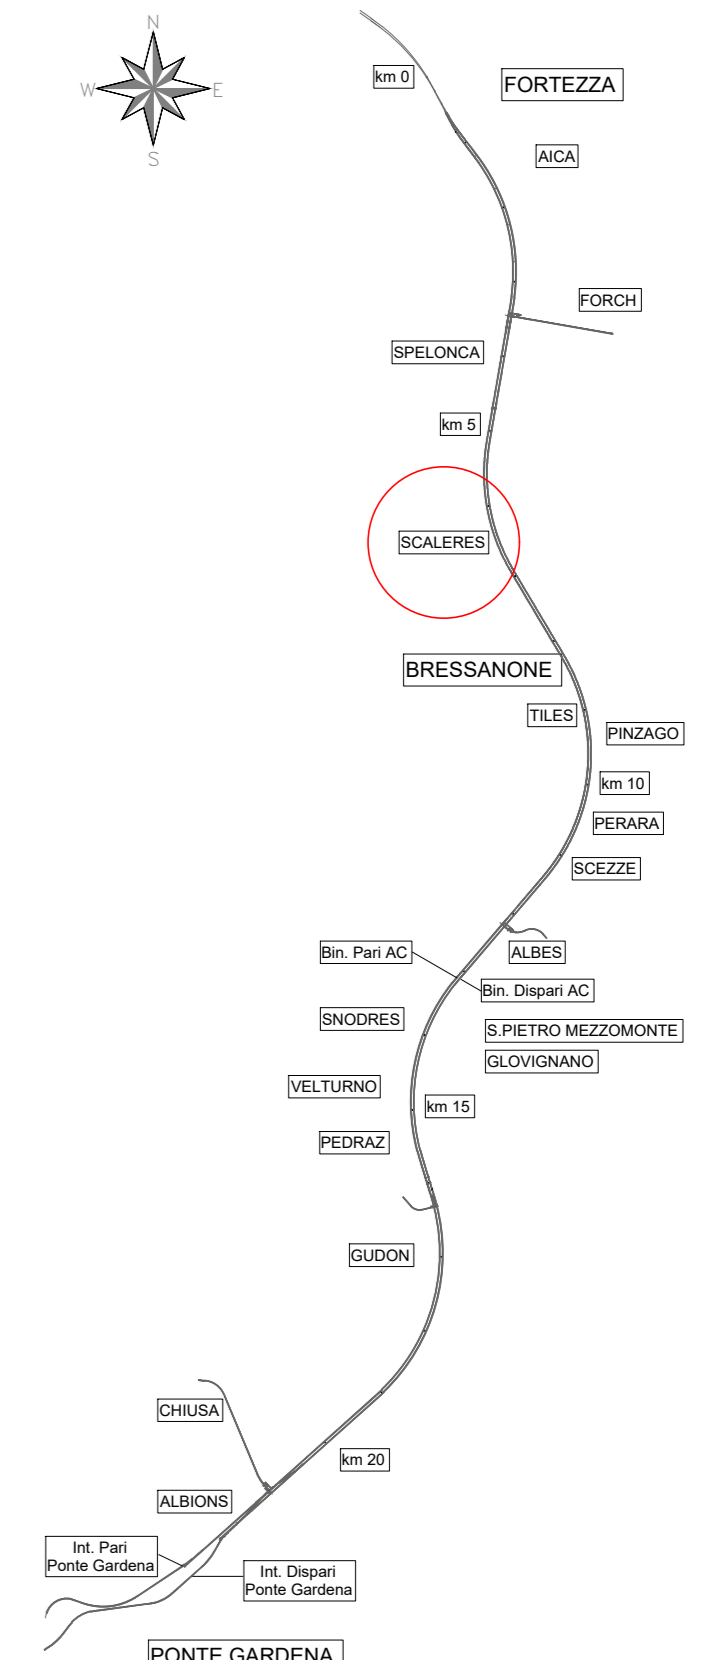 N
km 0
FORTEZZA
W
E
S
AICA
FORCH
SPELONCA
km 5
SCALERES
BRESSANONE
TILES
PINZAGO
km 10
PERARA
SCEZZE
Bin. Pari AC
ALBES
Bin. Dispari AC
SNODRES
S.PIETRO MEZZOMONTE
GLOVIGNANO
VELTURNO
km 15
PEDRAZ
GUDON
CHIUSA
km 20
ALBIONS
Int. Pari
Ponte Gardena
Int. Dispari
Ponte Gardena
PONTE GARDENA